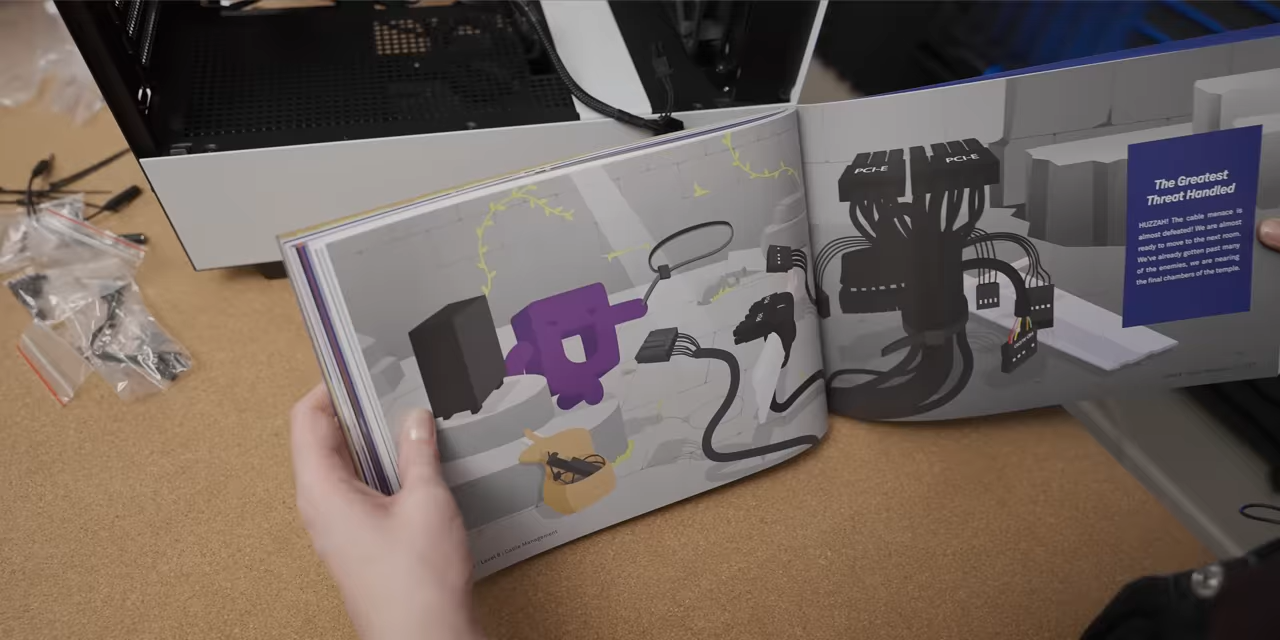 PCI-E
PCI-E
The Greatest
Threat Handled
HUZZAH! The cable menace is
almost defeated! We are almost
ready to move to the next room.
We've already gotten past many
of the enemies, we are nearing
the final chambers of the temple.
Level 6 | Cable Management